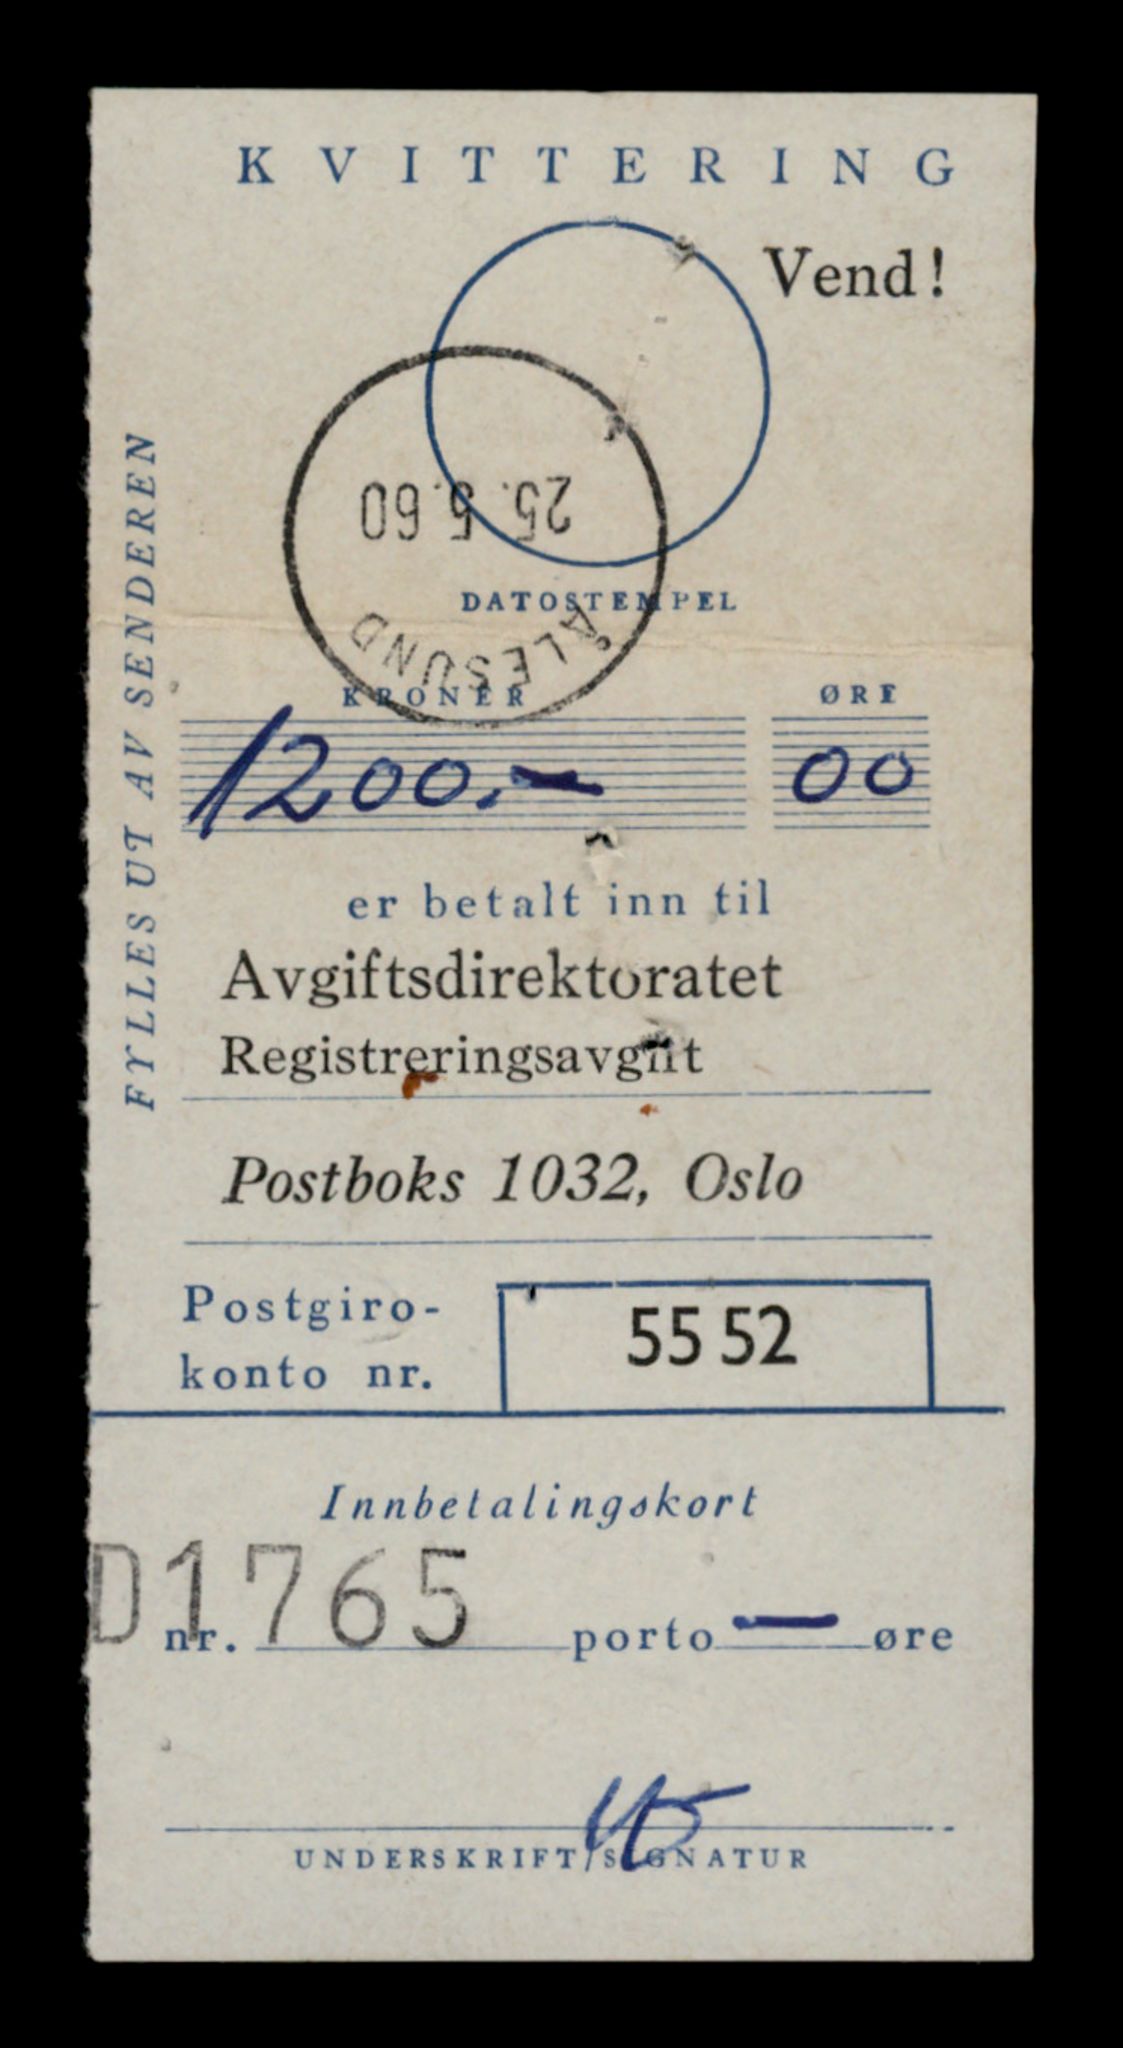 KVITTERING
Vend!
25. 5. 60
ÅLESUND
DATOSTEMPEL
FYLLES UT AV SENDEREN
KRONER ØRE
1200.— 00
er betalt inn til
Avgiftsdirektoratet
Registreringsavgift
Postboks 1032, Oslo
Postgiro-
konto nr.
55 52
Innbetalingskort
D1765
nr. porto — øre
UNDERSKRIFT/SIGNATUR